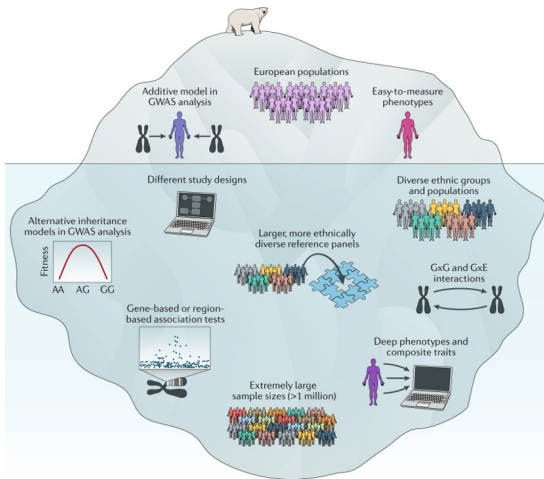 European populations
Additive model in
GWAS analysis
Easy-to-measure
phenotypes
Different study designs
Diverse ethnic groups
and populations
Alternative inheritance
models in GWAS analysis
Fitness
AA AG GG
Larger, more ethnically
diverse reference panels
GxG and GxE
interactions
Gene-based or region-
based association tests
Deep phenotypes and
composite traits
Extremely large
sample sizes (>1 million)